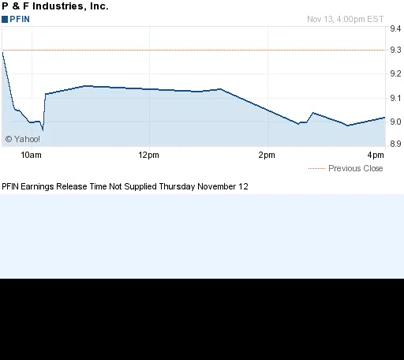 P & F Industries, Inc.
PFIN
Nov 13, 4:00pm EST
9.4
9.3
9.2
9.1
9.0
8.9
© Yahoo!
10am
12pm
2pm
4pm
Previous Close
PFIN Earnings Release Time Not Supplied Thursday November 12